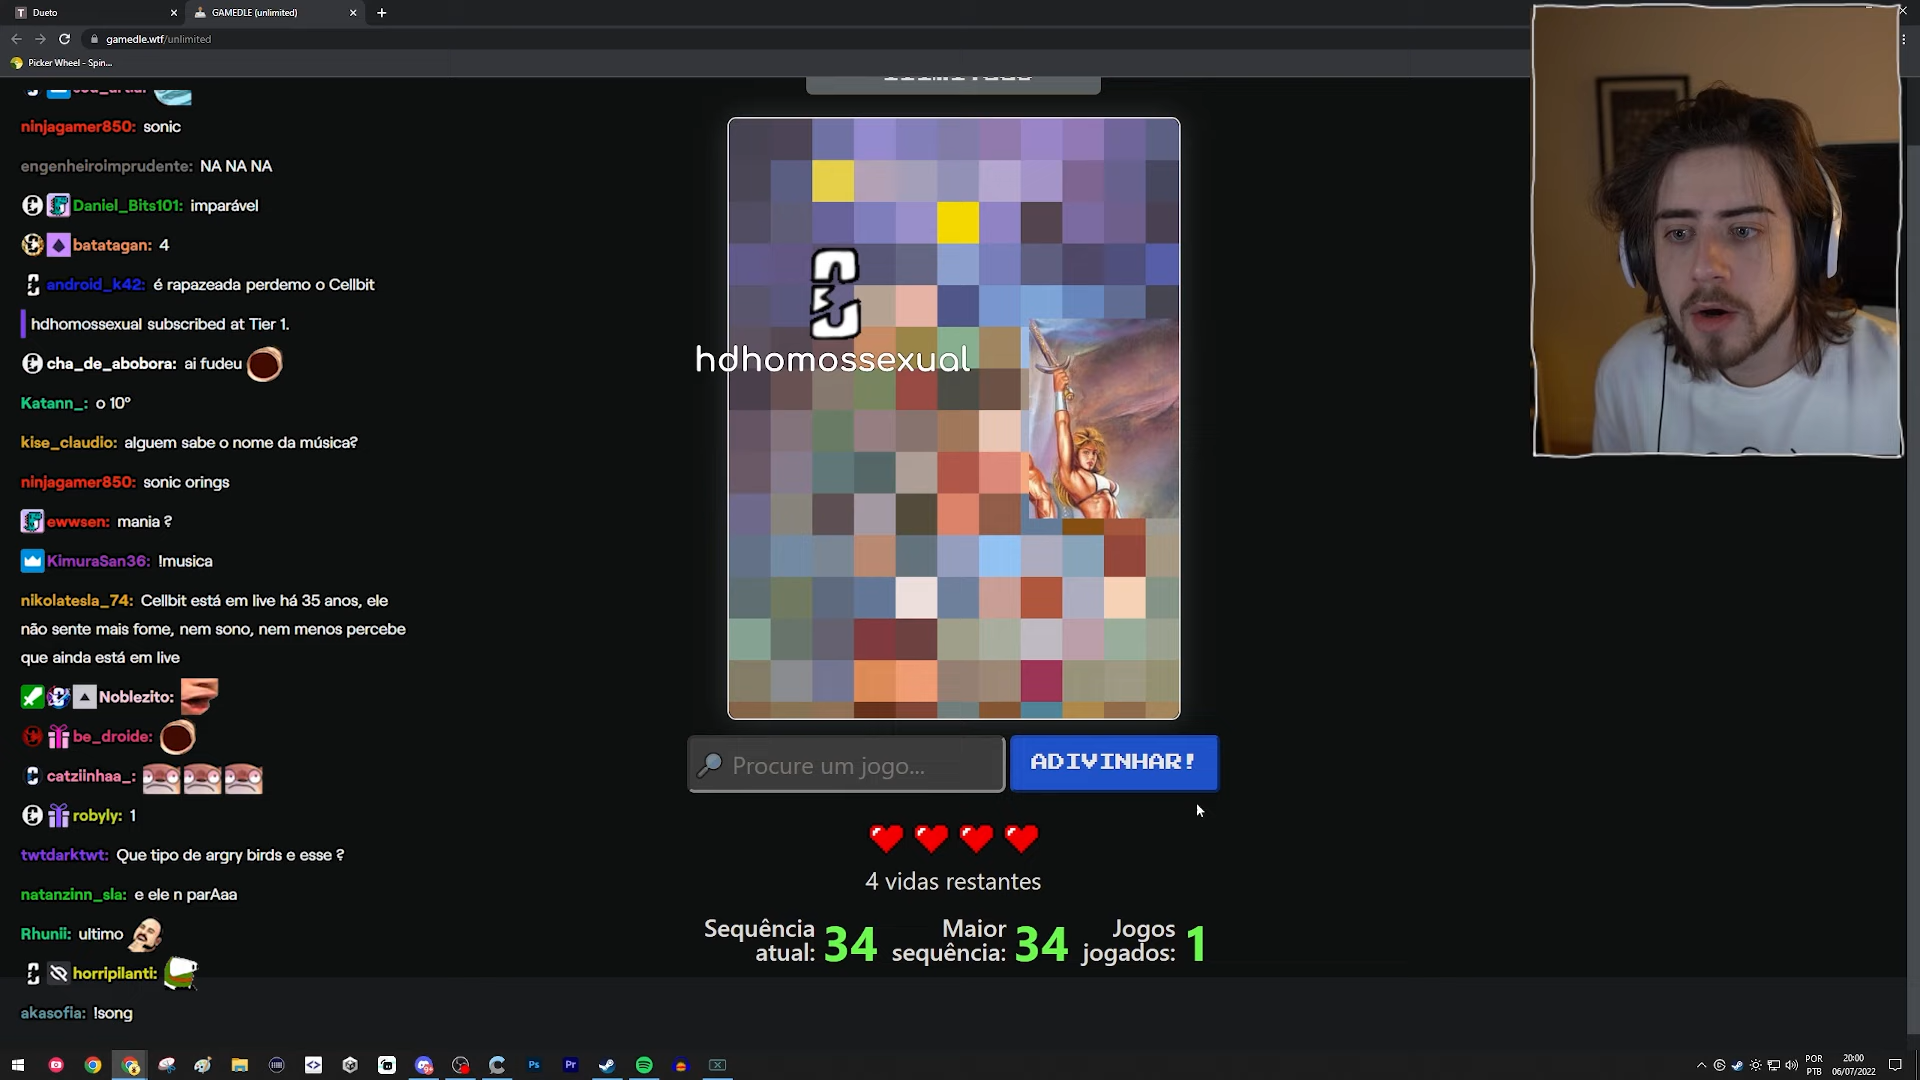 Dueto
GAMEDLE (unlimited)
gamedle.wtf/unlimited
Picker Wheel - Spin...
ninjagamer850: sonic
engenheiroimprudente: NA NA NA
Daniel_Bits101: imparável
batatagan: 4
android_k42: é rapazeada perdemo o Cellbit
hdhomossexual subscribed at Tier 1.
cha_de_abobora: ai fudeu
Katann_: o 10°
kise_claudio: alguem sabe o nome da música?
ninjagamer850: sonic orings
ewwsen: mania ?
KimuraSan36: !musica
nikolatesla_74: Cellbit está em live há 35 anos, ele
não sente mais fome, nem sono, nem menos percebe
que ainda está em live
Noblezito:
be_droide:
catziinhaa_:
robyly: 1
twtdarktwt: Que tipo de argry birds e esse ?
natanzinn_sla: e ele n parAaa
Rhunii: ultimo
horripilanti:
akasofia: !song
hdhomossexual
Procure um jogo...
ADIVINHAR!
4 vidas restantes
Sequência
atual: 34
Maior
sequência: 34
Jogos
jogados: 1
Ps
Pr
POR
PTB
20:00
06/07/2022